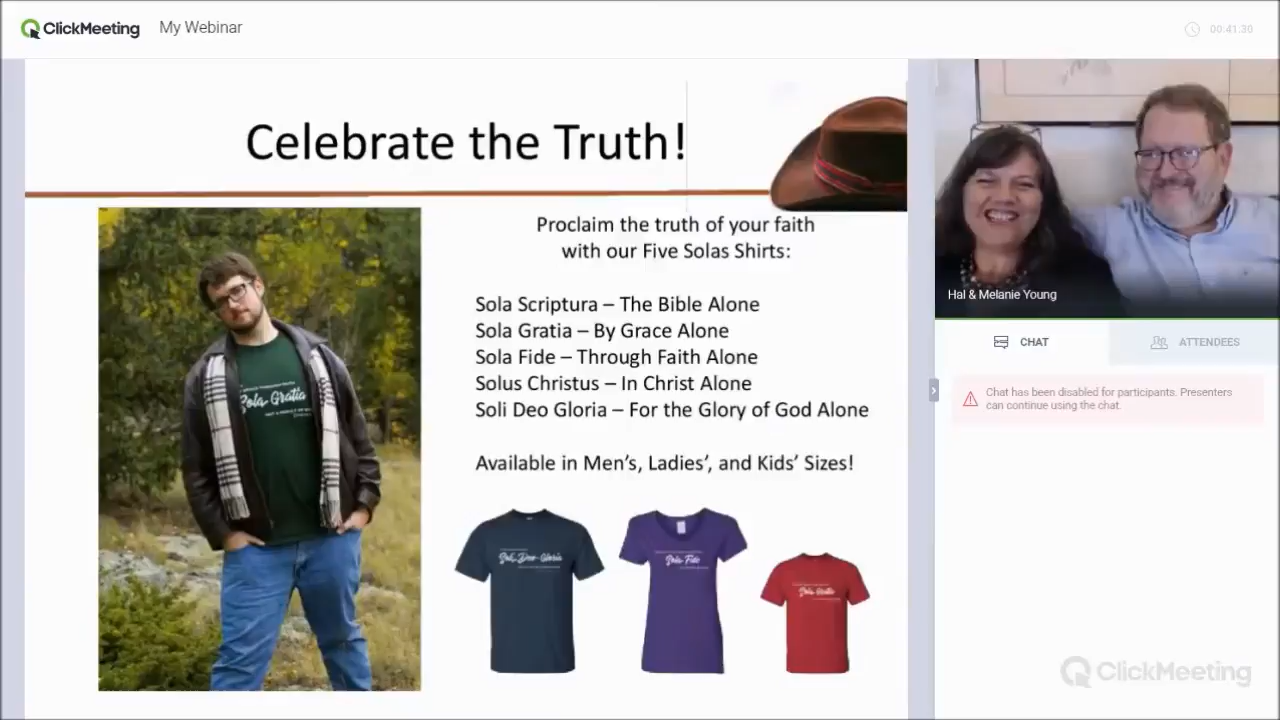 ClickMeeting
My Webinar
00:41:30
Celebrate the Truth!
Proclaim the truth of your faith
with our Five Solas Shirts:
Sola Scriptura – The Bible Alone
Sola Gratia – By Grace Alone
Sola Fide – Through Faith Alone
Solus Christus – In Christ Alone
Soli Deo Gloria – For the Glory of God Alone
Available in Men's, Ladies', and Kids' Sizes!
Sola Gratia
Soli Deo Gloria
Sola Fide
Sola Gratia
Hal & Melanie Young
CHAT
ATTENDEES
Chat has been disabled for participants. Presenters
can continue using the chat.
ClickMeeting